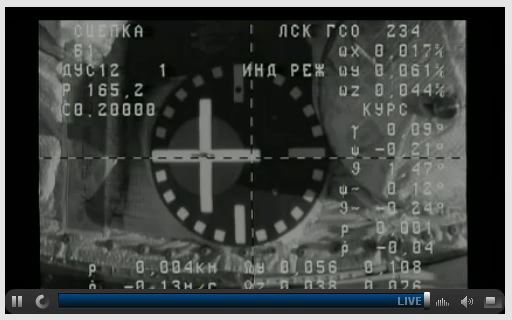 СЦЕПКА ЛСК ГСО 234
61 ωx 0,017%
ДУС12 1 ИНД РЕЖ ωy 0,061%
P 165,2 ωz 0,044%
С0.20000 КУРС
γ 0 09°
ψ -0 21°
ϑ 1 47°
ψ~ 0 12°
ϑ~ -0 24°
ρ 0 001
ρ̇ -0 04
ρ 0,004км Ωy 0,056 0,108
ρ̇ -0,13м/с Ωz 0,038 0,026
LIVE